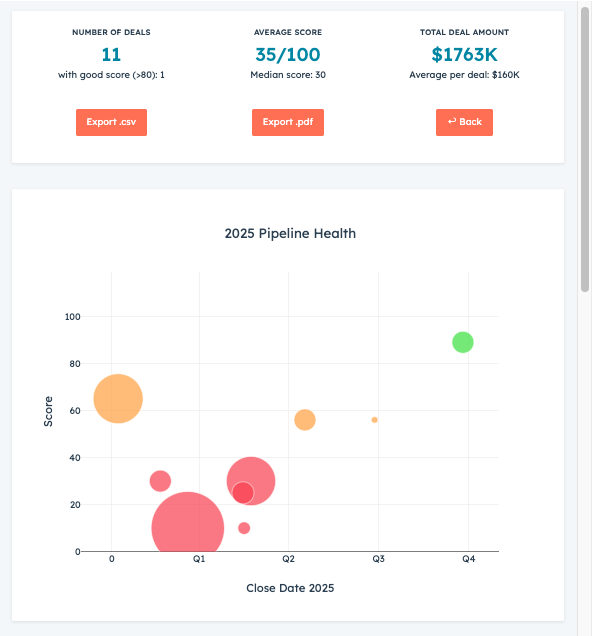 NUMBER OF DEALS
11
with good score (>80): 1
Export .csv
AVERAGE SCORE
35/100
Median score: 30
Export .pdf
TOTAL DEAL AMOUNT
$1763K
Average per deal: $160K
↩ Back
2025 Pipeline Health
Score
100
80
60
40
20
0
0 Q1 Q2 Q3 Q4
Close Date 2025